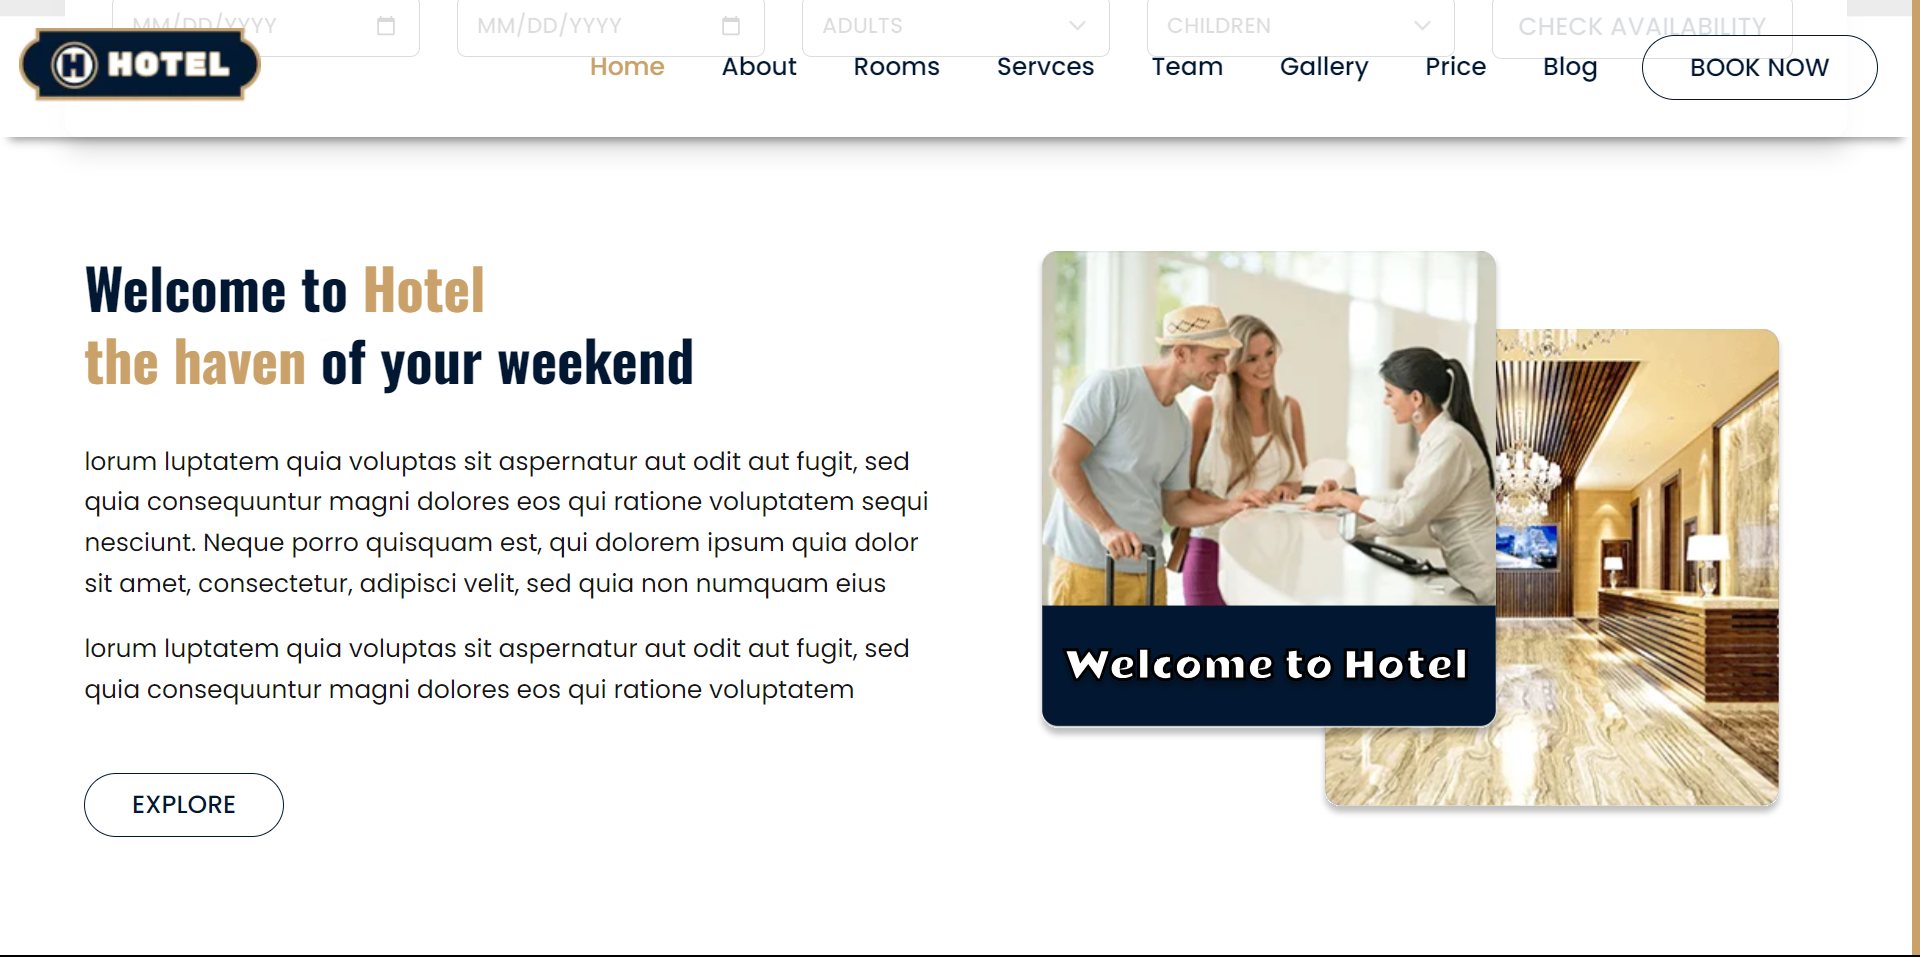 MM/DD/YYYY MM/DD/YYYY ADULTS CHILDREN CHECK AVAILABILITY
H HOTEL Home About Rooms Servces Team Gallery Price Blog BOOK NOW
Welcome to Hotel
the haven of your weekend
lorum luptatem quia voluptas sit aspernatur aut odit aut fugit, sed
quia consequuntur magni dolores eos qui ratione voluptatem sequi
nesciunt. Neque porro quisquam est, qui dolorem ipsum quia dolor
sit amet, consectetur, adipisci velit, sed quia non numquam eius
lorum luptatem quia voluptas sit aspernatur aut odit aut fugit, sed
quia consequuntur magni dolores eos qui ratione voluptatem
EXPLORE
Welcome to Hotel